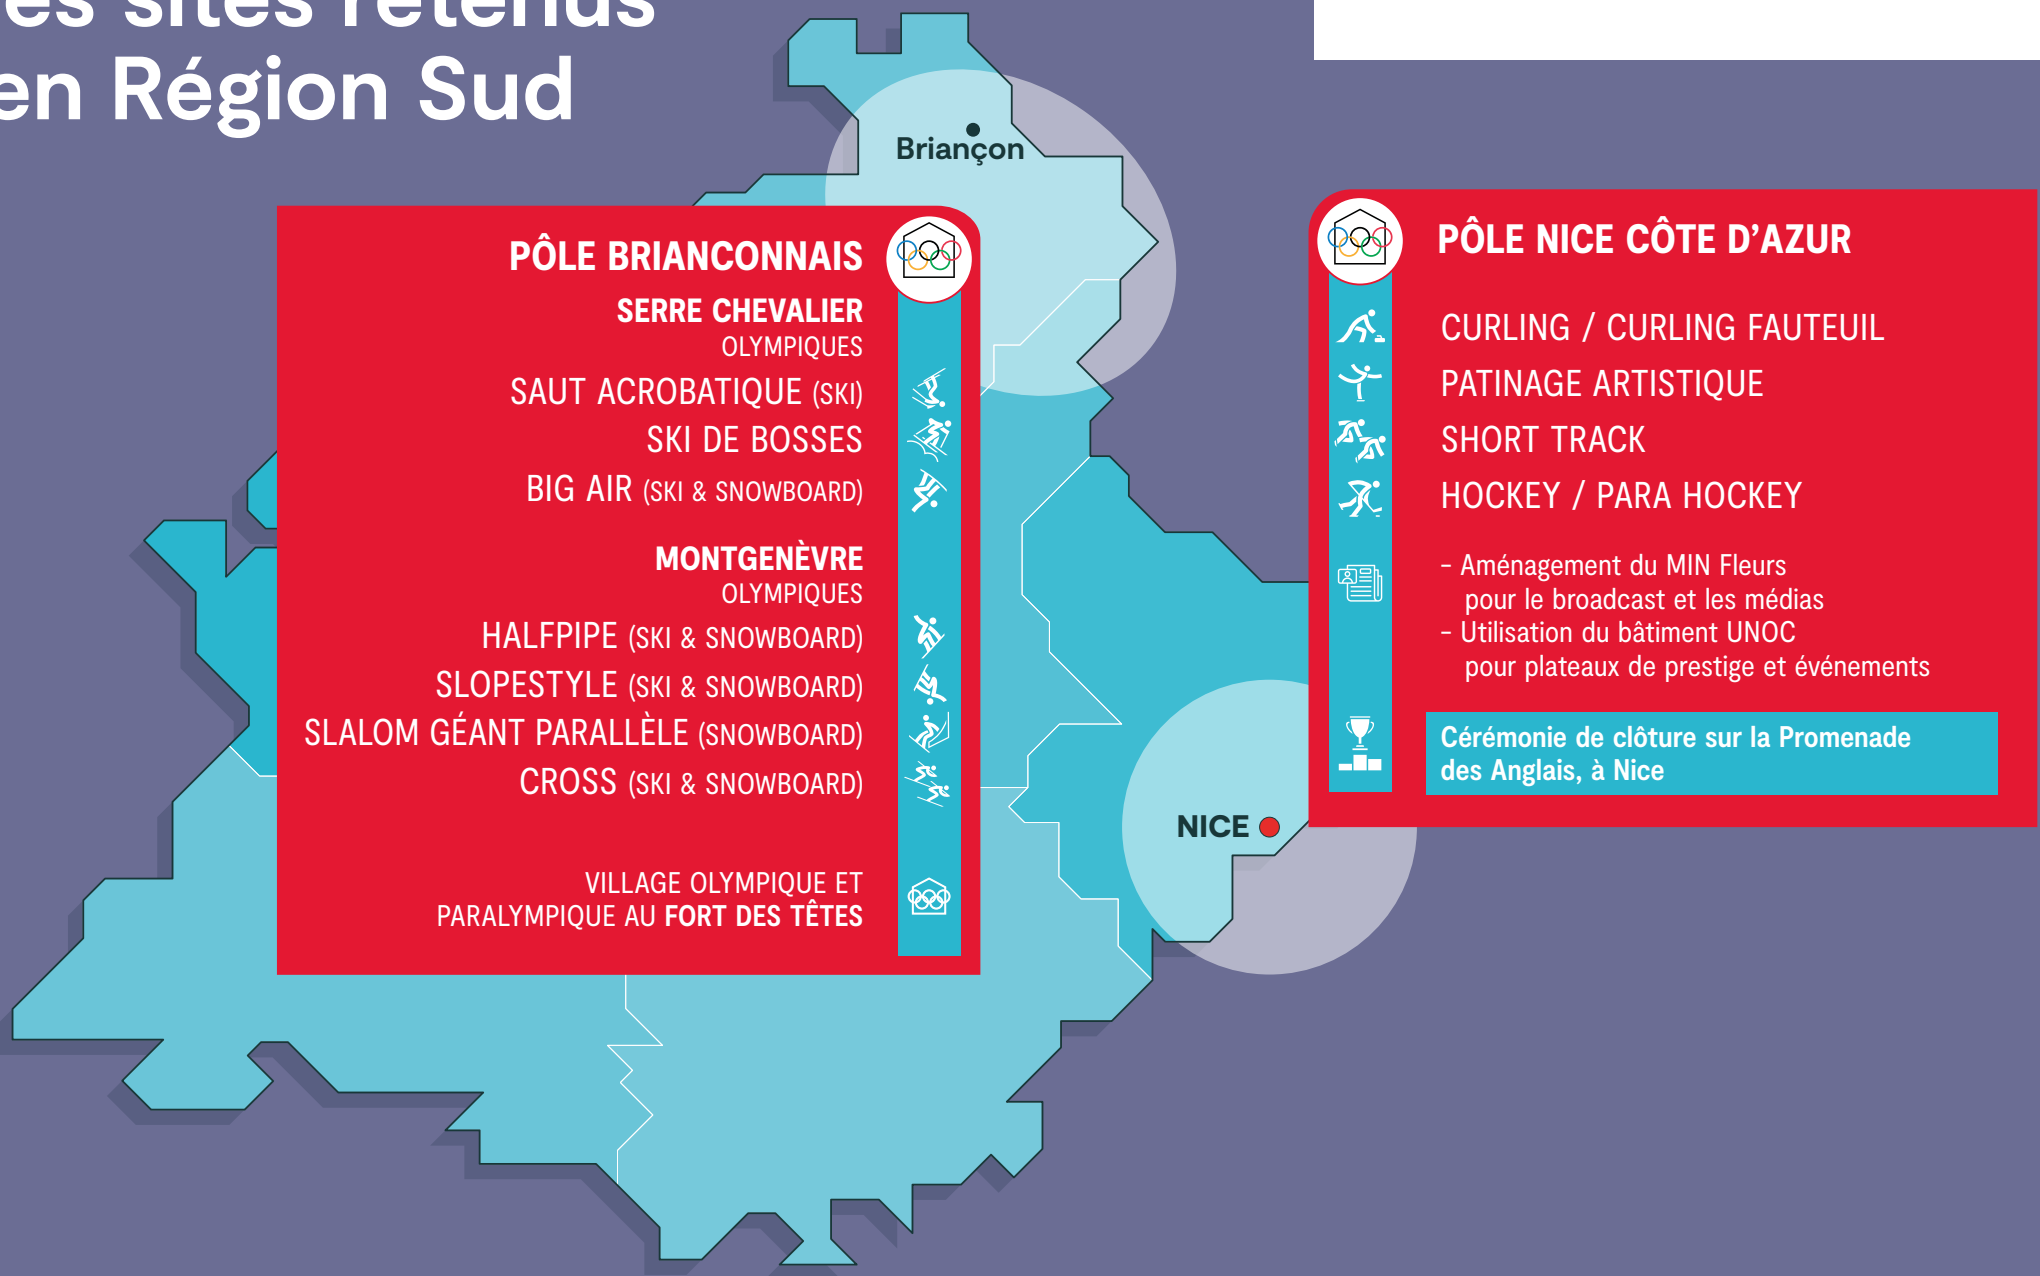 es sites retenus
en Région Sud
Briançon
PÔLE BRIANCONNAIS
SERRE CHEVALIER
OLYMPIQUES
SAUT ACROBATIQUE (SKI)
SKI DE BOSSES
BIG AIR (SKI & SNOWBOARD)
MONTGENÈVRE
OLYMPIQUES
HALFPIPE (SKI & SNOWBOARD)
SLOPESTYLE (SKI & SNOWBOARD)
SLALOM GÉANT PARALLÈLE (SNOWBOARD)
CROSS (SKI & SNOWBOARD)
VILLAGE OLYMPIQUE ET
PARALYMPIQUE AU FORT DES TÊTES
PÔLE NICE CÔTE D'AZUR
CURLING / CURLING FAUTEUIL
PATINAGE ARTISTIQUE
SHORT TRACK
HOCKEY / PARA HOCKEY
- Aménagement du MIN Fleurs
pour le broadcast et les médias
- Utilisation du bâtiment UNOC
pour plateaux de prestige et événements
Cérémonie de clôture sur la Promenade
des Anglais, à Nice
NICE